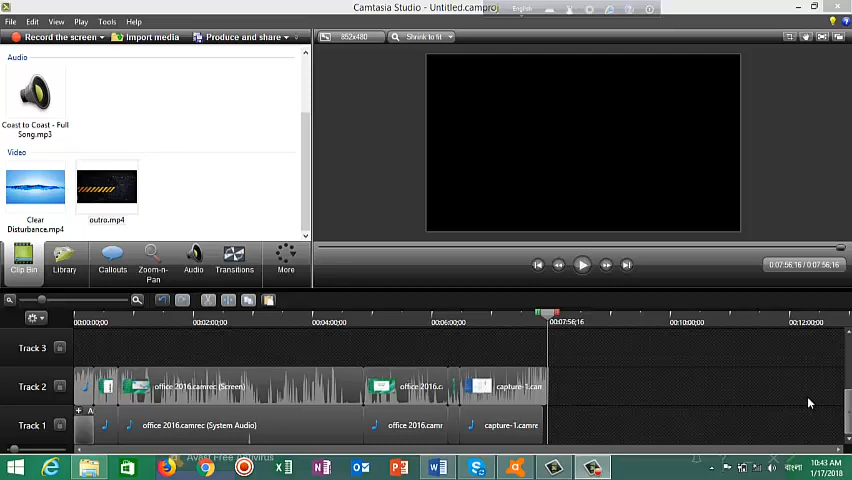 Camtasia Studio - Untitled.campro
English
File Edit View Play Tools Help
Record the screen Import media Produce and share
852x480 Shrink to fit
Audio
Coast to Coast - Full
Song.mp3
Video
Clear
Disturbance.mp4
outro.mp4
Clip Bin Library Callouts Zoom-n-
Pan Audio Transitions More
0:07:56;16 / 0:07:56;16
00:00:00;00 00:02:00;00 00:04:00;00 00:06:00;00 00:07:56;16 00:10:00;00 00:12:00;00
Track 3
Track 2 office 2016.camrec (Screen) office 2016.c capture-1.cam
Track 1 + A office 2016.camrec (System Audio) office 2016.camr capture-1.camre
Avast Free Antivirus
বাংলা
10:43 AM
1/17/2018